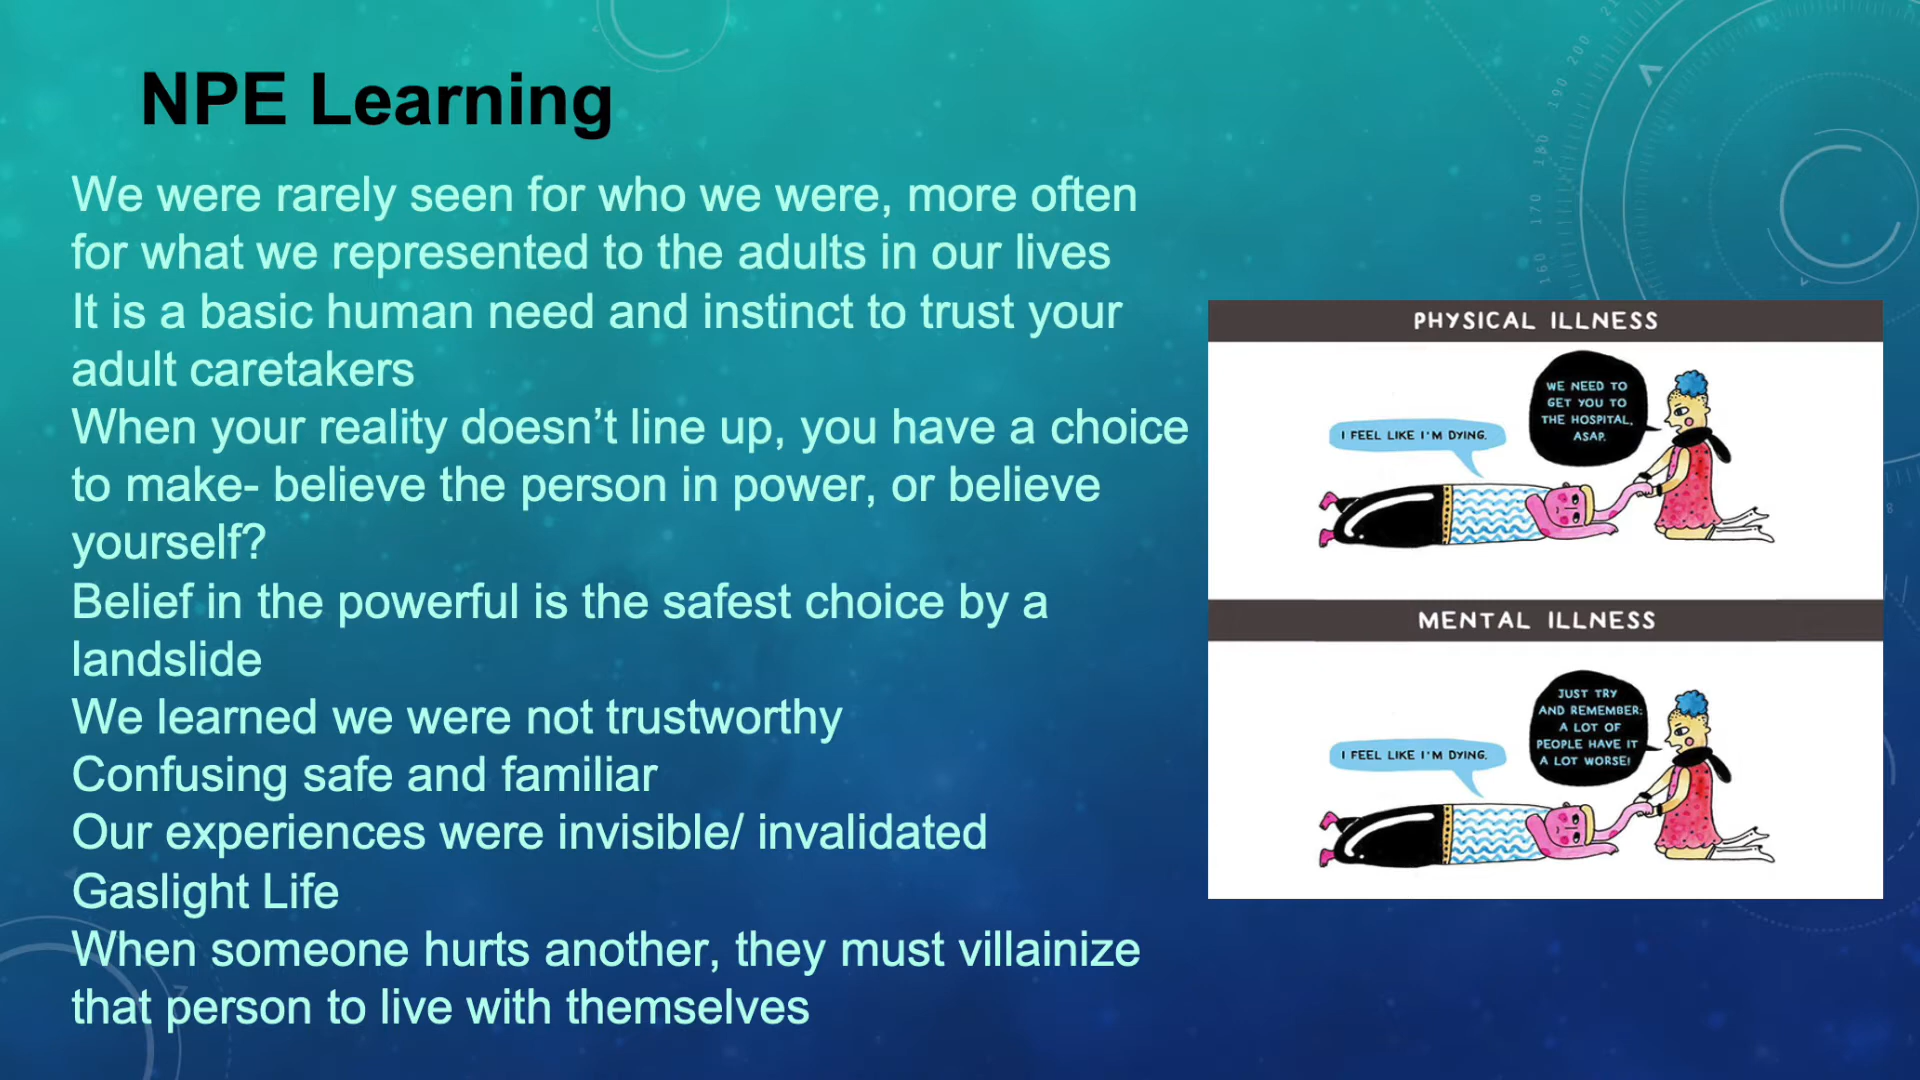 NPE Learning
We were rarely seen for who we were, more often
for what we represented to the adults in our lives
It is a basic human need and instinct to trust your
adult caretakers
When your reality doesn’t line up, you have a choice
to make- believe the person in power, or believe
yourself?
Belief in the powerful is the safest choice by a
landslide
We learned we were not trustworthy
Confusing safe and familiar
Our experiences were invisible/ invalidated
Gaslight Life
When someone hurts another, they must villainize
that person to live with themselves
PHYSICAL ILLNESS
I FEEL LIKE I'M DYING.
WE NEED TO
GET YOU TO
THE HOSPITAL,
ASAP.
MENTAL ILLNESS
I FEEL LIKE I'M DYING.
JUST TRY
AND REMEMBER:
A LOT OF
PEOPLE HAVE IT
A LOT WORSE!
160
170
180
190
200